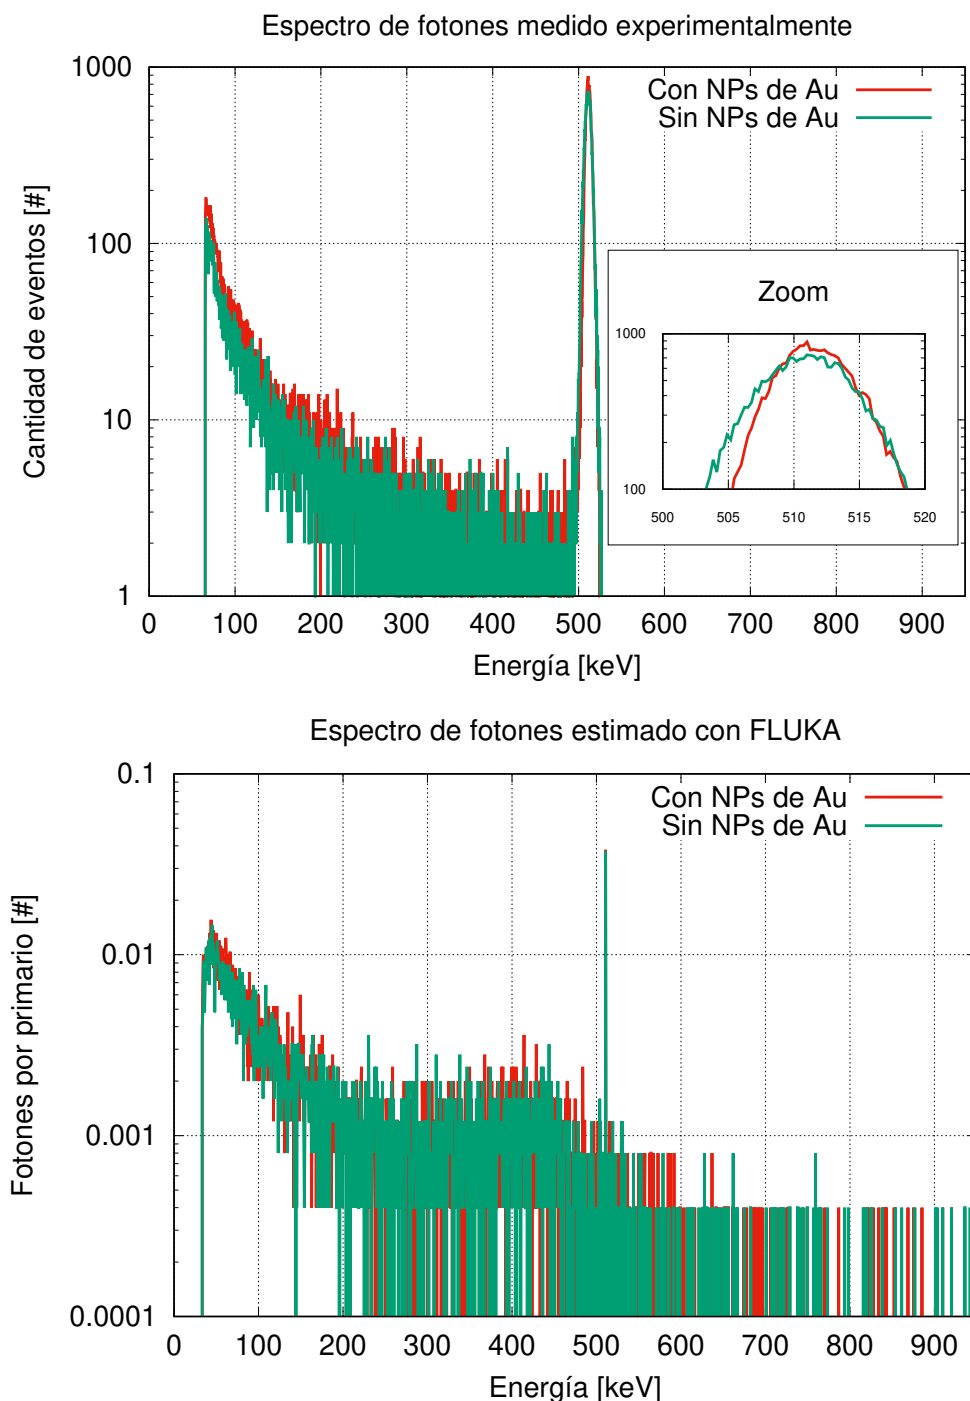 Espectro de fotones medido experimentalmente
1000
100
10
1
Cantidad de eventos [#]
Con NPs de Au
Sin NPs de Au
Zoom
1000
100
500 505 510 515 520
0 100 200 300 400 500 600 700 800 900
Energía [keV]
Espectro de fotones estimado con FLUKA
0.1
0.01
0.001
0.0001
Fotones por primario [#]
Con NPs de Au
Sin NPs de Au
0 100 200 300 400 500 600 700 800 900
Energía [keV]